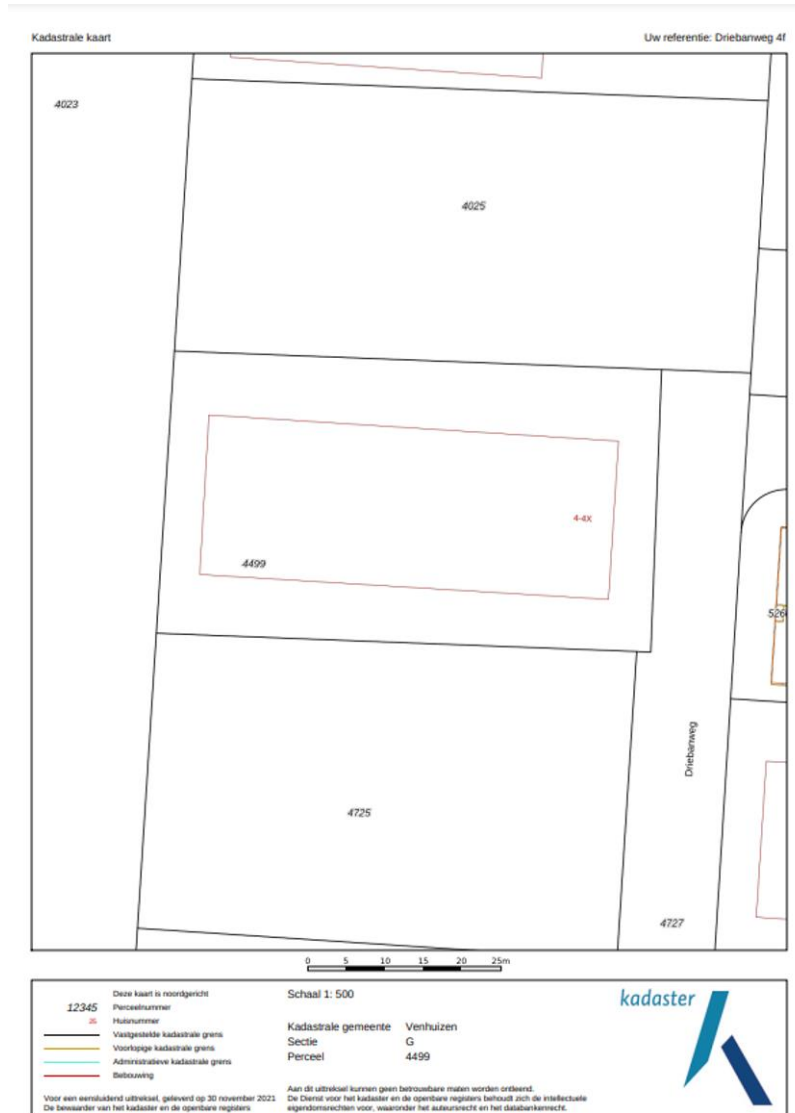 Kadastrale kaart
Uw referentie: Driebanweg 4f
4023
4025
4-4X
4499
526
Driebanweg
4725
4727
0 5 10 15 20 25m
Deze kaart is noordgericht
12345 Perceelnummer
25 Huisnummer
Vastgestelde kadastrale grens
Voorlopige kadastrale grens
Administratieve kadastrale grens
Bebouwing
Voor een eensluidend uittreksel, geleverd op 30 november 2021
De bewaarder van het kadaster en de openbare registers
Schaal 1: 500
Kadastrale gemeente Venhuizen
Sectie G
Perceel 4499
Aan dit uittreksel kunnen geen betrouwbare maten worden ontleend.
De Dienst voor het kadaster en de openbare registers behoudt zich de intellectuele
eigendomsrechten voor, waaronder het auteursrecht en het databankenrecht.
kadaster